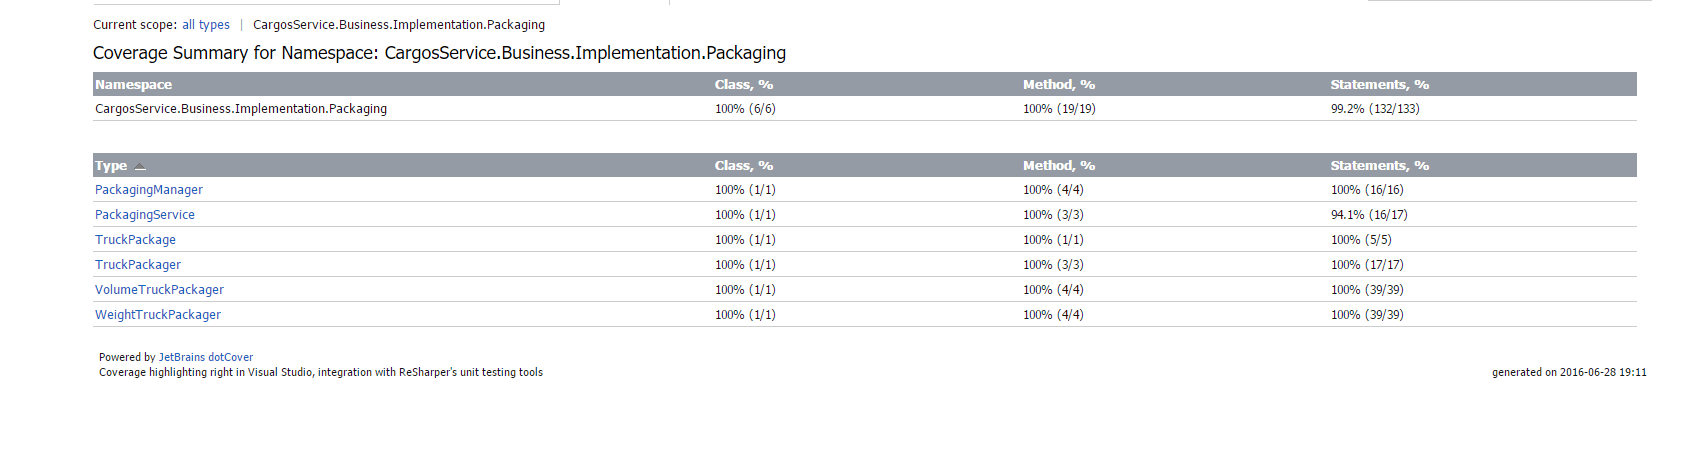 Current scope: all types | CargosService.Business.Implementation.Packaging
Coverage Summary for Namespace: CargosService.Business.Implementation.Packaging
Namespace Class, % Method, % Statements, %
CargosService.Business.Implementation.Packaging 100% (6/6) 100% (19/19) 99.2% (132/133)
Type Class, % Method, % Statements, %
PackagingManager 100% (1/1) 100% (4/4) 100% (16/16)
PackagingService 100% (1/1) 100% (3/3) 94.1% (16/17)
TruckPackage 100% (1/1) 100% (1/1) 100% (5/5)
TruckPackager 100% (1/1) 100% (3/3) 100% (17/17)
VolumeTruckPackager 100% (1/1) 100% (4/4) 100% (39/39)
WeightTruckPackager 100% (1/1) 100% (4/4) 100% (39/39)
Powered by JetBrains dotCover
Coverage highlighting right in Visual Studio, integration with ReSharper's unit testing tools generated on 2016-06-28 19:11